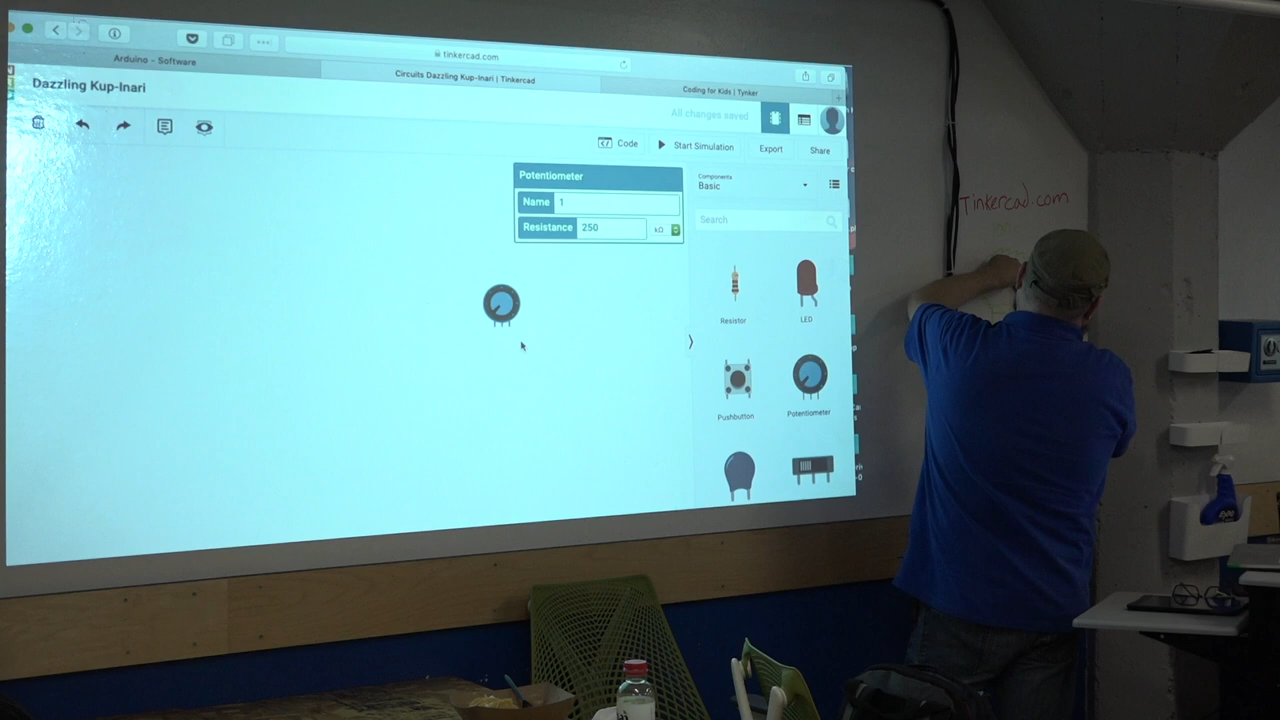 tinkercad.com
Arduino - Software
Circuits Dazzling Kup-Inari | Tinkercad
Coding for Kids | Tynker
Dazzling Kup-Inari
All changes saved
Code
Start Simulation
Export
Share
Potentiometer
Name 1
Resistance 250 kΩ
Components
Basic
Search
Resistor
LED
Pushbutton
Potentiometer
Tinkercad.com
EXPO